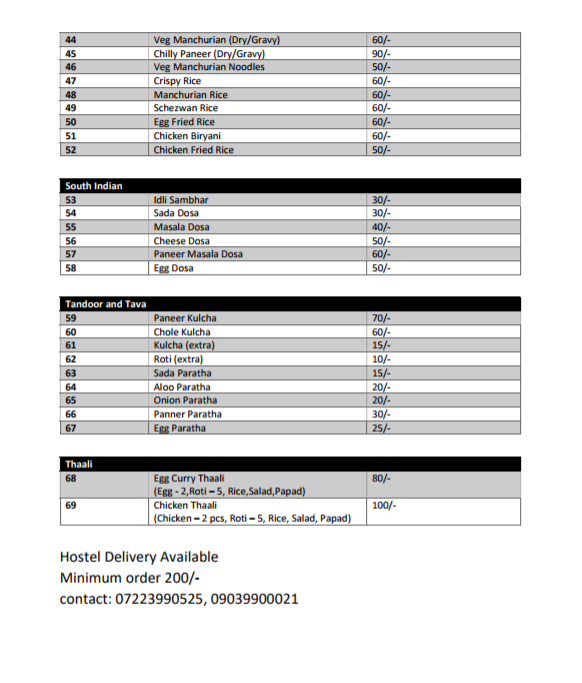 44 Veg Manchurian (Dry/Gravy) 60/-
45 Chilly Paneer (Dry/Gravy) 90/-
46 Veg Manchurian Noodles 50/-
47 Crispy Rice 60/-
48 Manchurian Rice 60/-
49 Schezwan Rice 60/-
50 Egg Fried Rice 60/-
51 Chicken Biryani 60/-
52 Chicken Fried Rice 50/-
South Indian
53 Idli Sambhar 30/-
54 Sada Dosa 30/-
55 Masala Dosa 40/-
56 Cheese Dosa 50/-
57 Paneer Masala Dosa 60/-
58 Egg Dosa 50/-
Tandoor and Tava
59 Paneer Kulcha 70/-
60 Chole Kulcha 60/-
61 Kulcha (extra) 15/-
62 Roti (extra) 10/-
63 Sada Paratha 15/-
64 Aloo Paratha 20/-
65 Onion Paratha 20/-
66 Panner Paratha 30/-
67 Egg Paratha 25/-
Thaali
68 Egg Curry Thaali 80/-
(Egg - 2,Roti – 5, Rice,Salad,Papad)
69 Chicken Thaali 100/-
(Chicken – 2 pcs, Roti – 5, Rice, Salad, Papad)
Hostel Delivery Available
Minimum order 200/-
contact: 07223990525, 09039900021